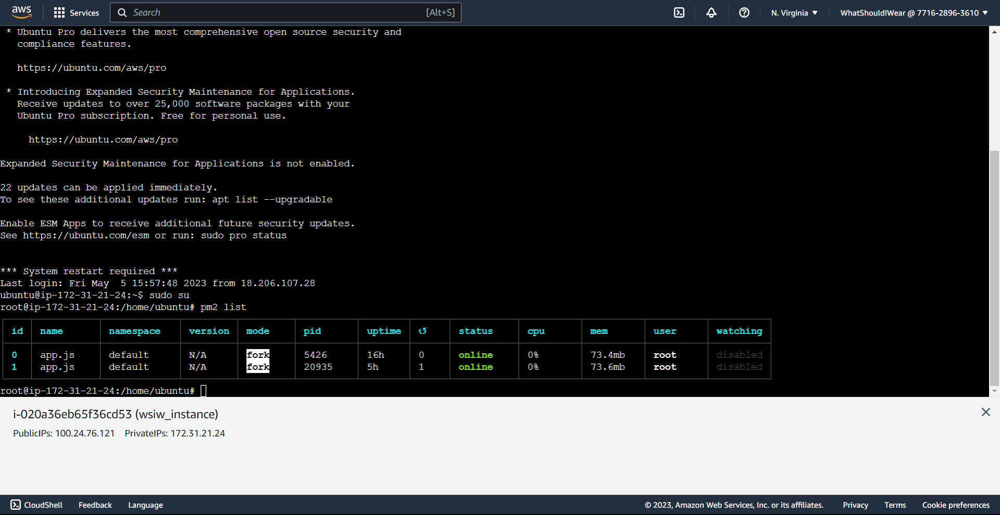 aws Services Search [Alt+S] N. Virginia ▼ WhatShouldIWear @ 7716-2896-3610 ▼
* Ubuntu Pro delivers the most comprehensive open source security and
compliance features.
https://ubuntu.com/aws/pro
* Introducing Expanded Security Maintenance for Applications.
Receive updates to over 25,000 software packages with your
Ubuntu Pro subscription. Free for personal use.
https://ubuntu.com/aws/pro
Expanded Security Maintenance for Applications is not enabled.
22 updates can be applied immediately.
To see these additional updates run: apt list --upgradable
Enable ESM Apps to receive additional future security updates.
See https://ubuntu.com/esm or run: sudo pro status
*** System restart required ***
Last login: Fri May  5 15:57:48 2023 from 18.206.107.28
ubuntu@ip-172-31-21-24:~$ sudo su
root@ip-172-31-21-24:/home/ubuntu# pm2 list
id name namespace version mode pid uptime ↺ status cpu mem user watching
0 app.js default N/A fork 5426 16h 0 online 0% 73.4mb root disabled
1 app.js default N/A fork 20935 5h 1 online 0% 73.6mb root disabled
root@ip-172-31-21-24:/home/ubuntu#
i-020a36eb65f36cd53 (wsiw_instance)
PublicIPs: 100.24.76.121 PrivateIPs: 172.31.21.24
CloudShell Feedback Language © 2023, Amazon Web Services, Inc. or its affiliates. Privacy Terms Cookie preferences